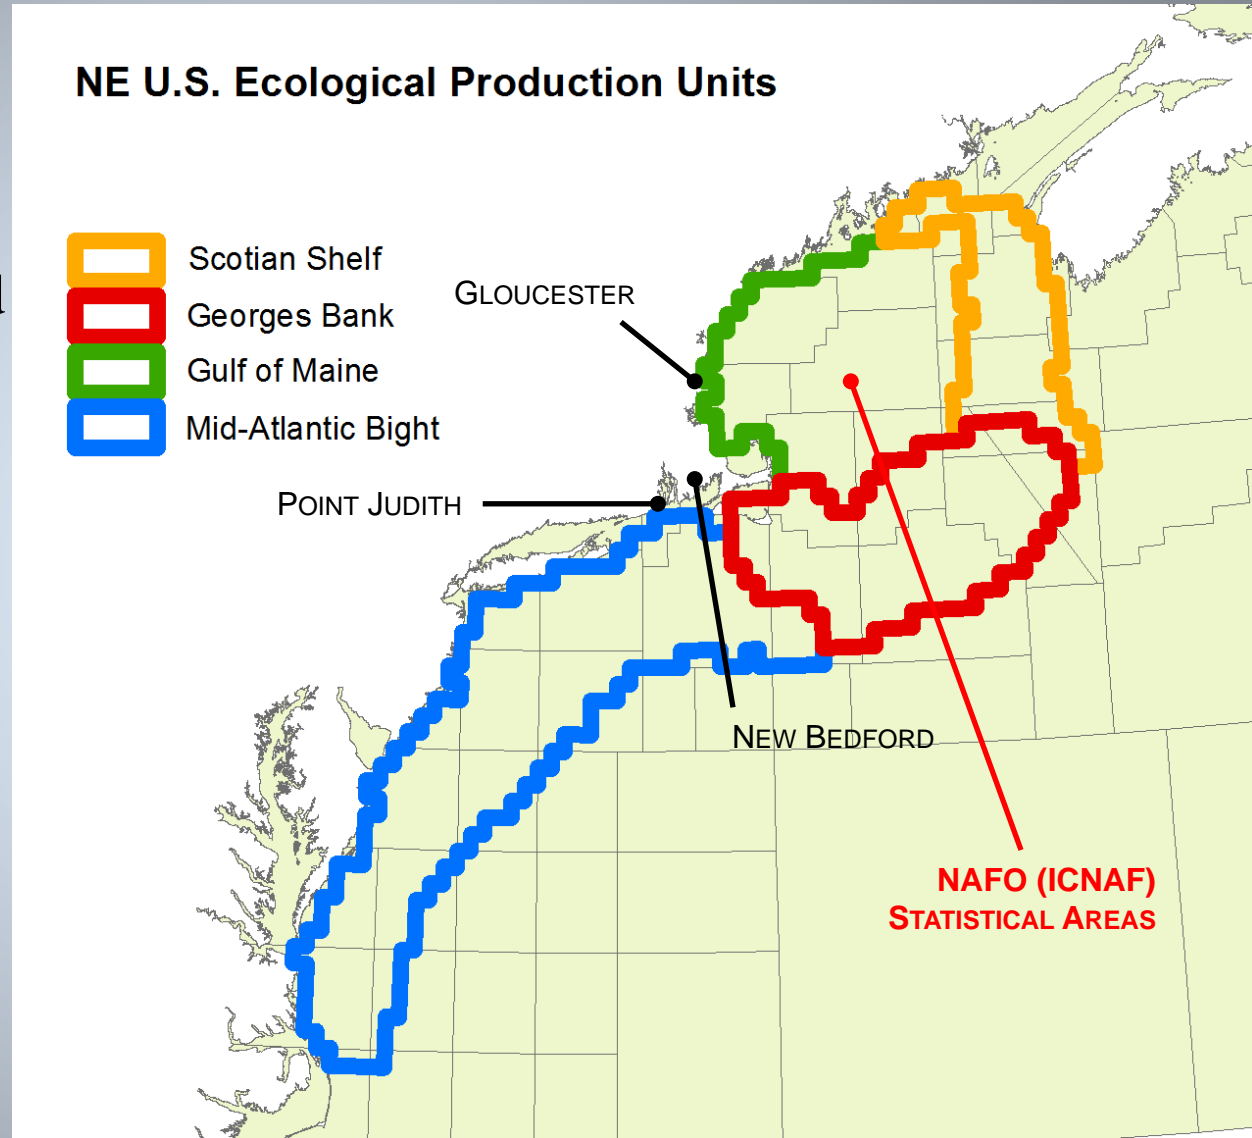 NE U.S. Ecological Production Units
Scotian Shelf
Georges Bank
Gulf of Maine
Mid-Atlantic Bight
GLOUCESTER
POINT JUDITH
NEW BEDFORD
NAFO (ICNAF)
STATISTICAL AREAS